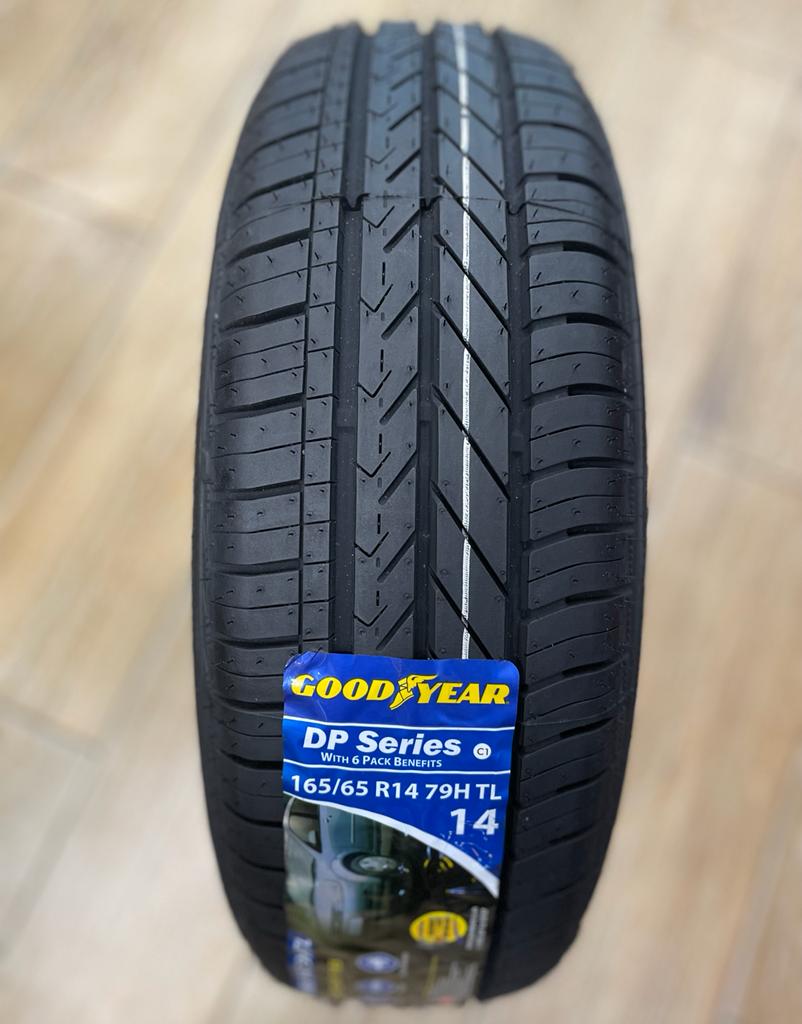 GOODYEAR
DP Series C1
WITH 6 PACK BENEFITS
165/65 R14 79H TL
14